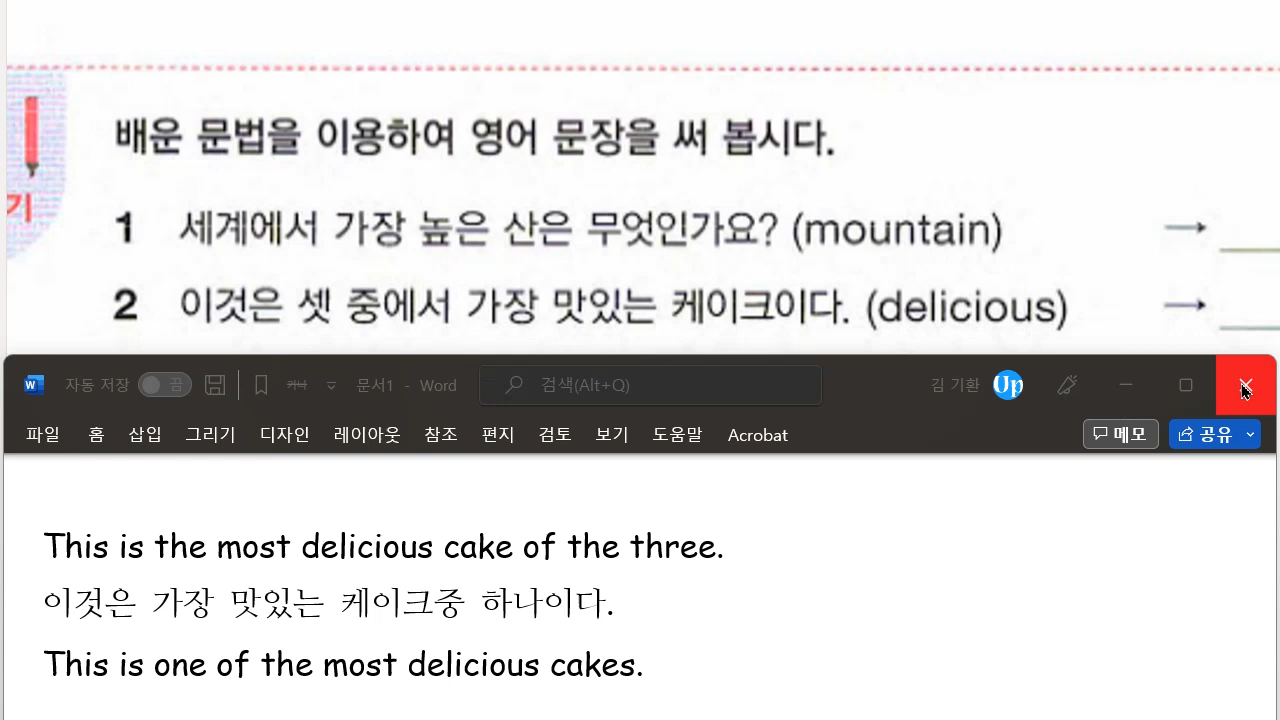 배운 문법을 이용하여 영어 문장을 써 봅시다.
기
1 세계에서 가장 높은 산은 무엇인가요? (mountain) →
2 이것은 셋 중에서 가장 맛있는 케이크이다. (delicious) →
자동 저장 끔 가나 문서1 - Word 검색(Alt+Q) 김 기환 Up
파일 홈 삽입 그리기 디자인 레이아웃 참조 편지 검토 보기 도움말 Acrobat 메모 공유
This is the most delicious cake of the three.
이것은 가장 맛있는 케이크중 하나이다.
This is one of the most delicious cakes.